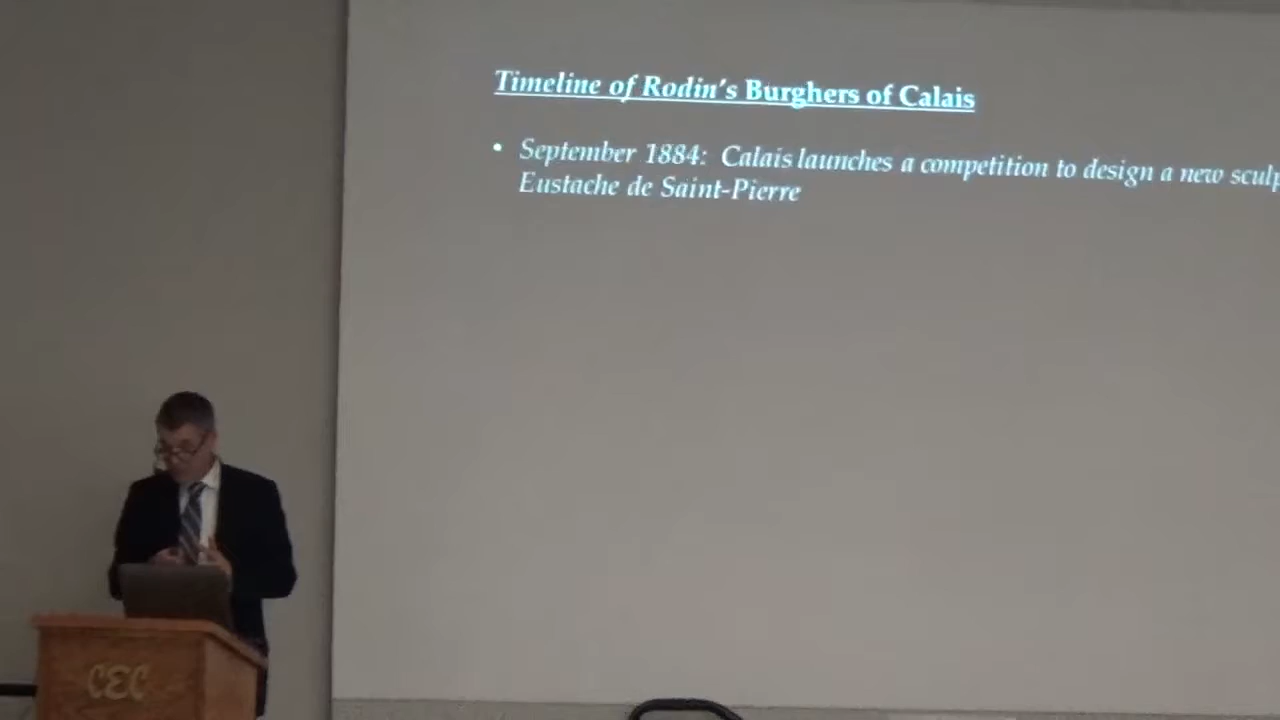 Timeline of Rodin's Burghers of Calais
• September 1884: Calais launches a competition to design a new
Eustache de Saint-Pierre
CEC